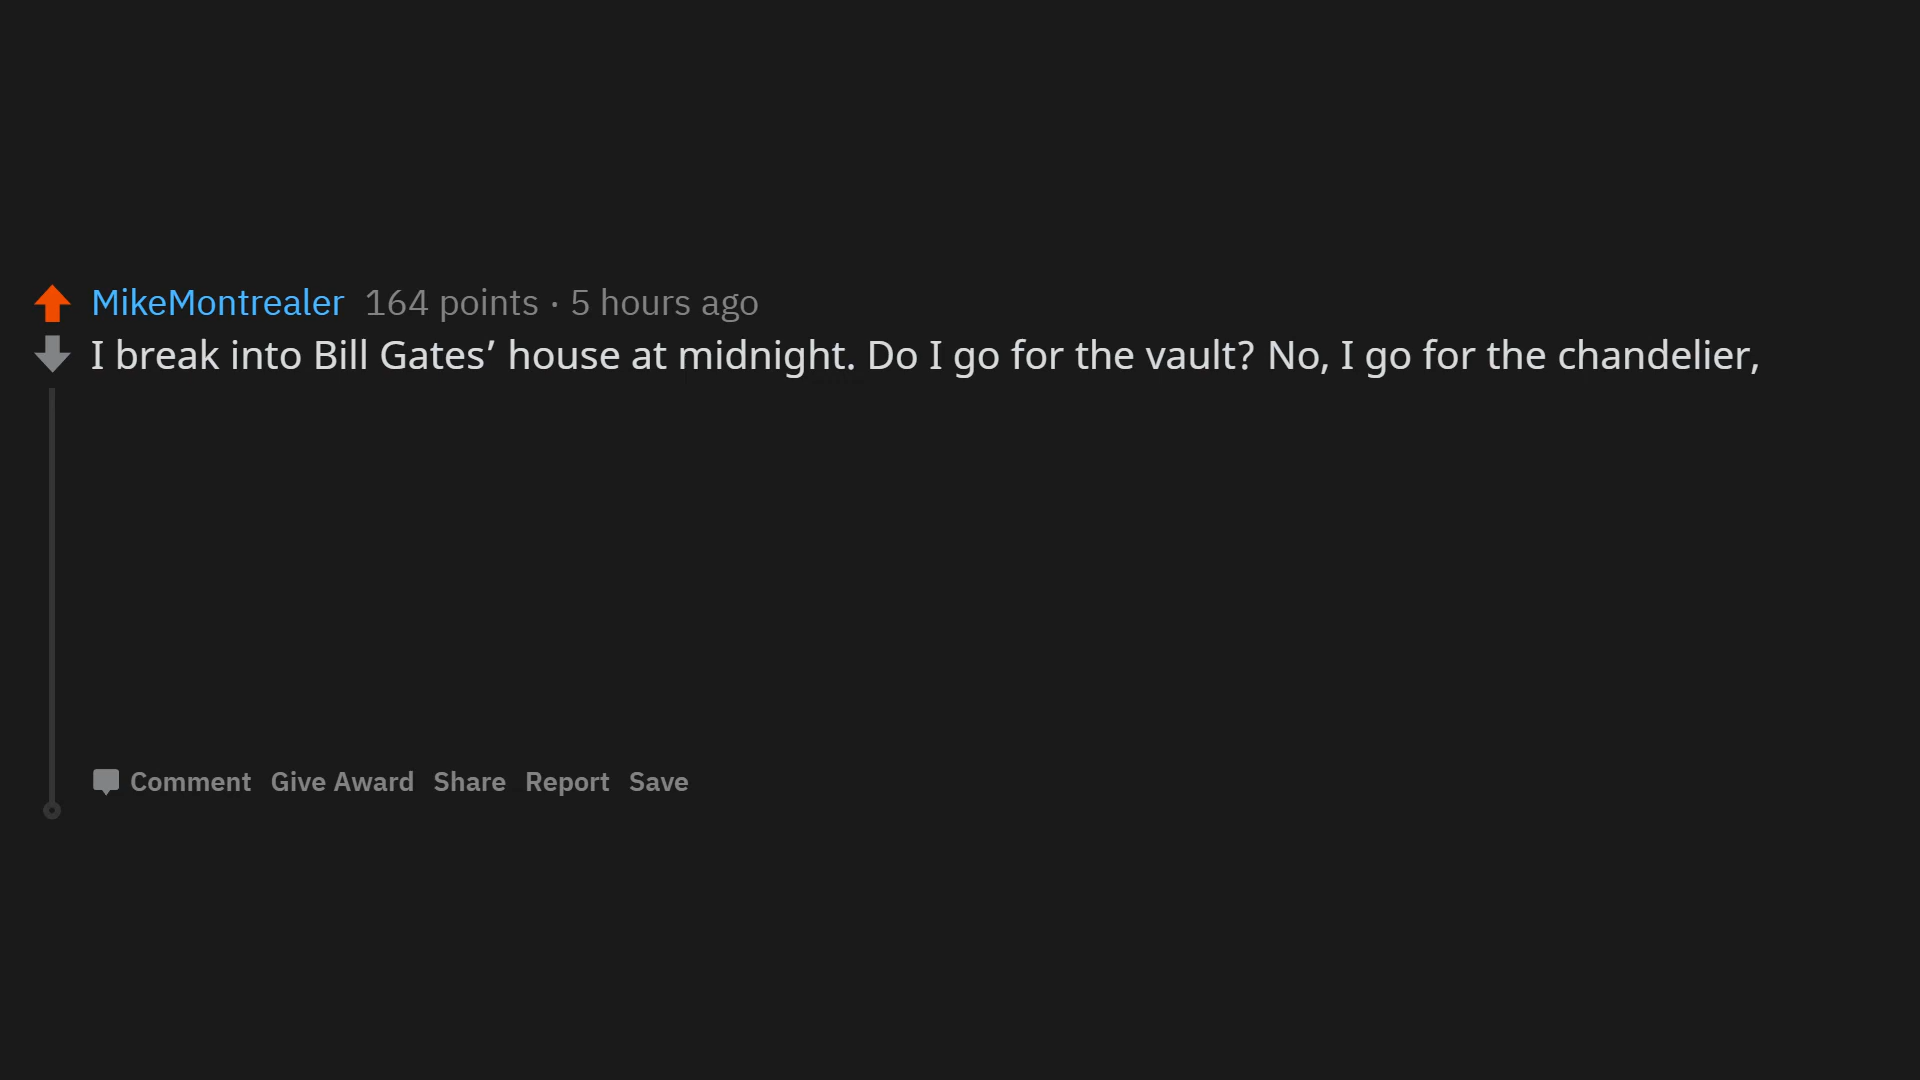 MikeMontrealer 164 points · 5 hours ago
I break into Bill Gates’ house at midnight. Do I go for the vault? No, I go for the chandelier,
Comment Give Award Share Report Save